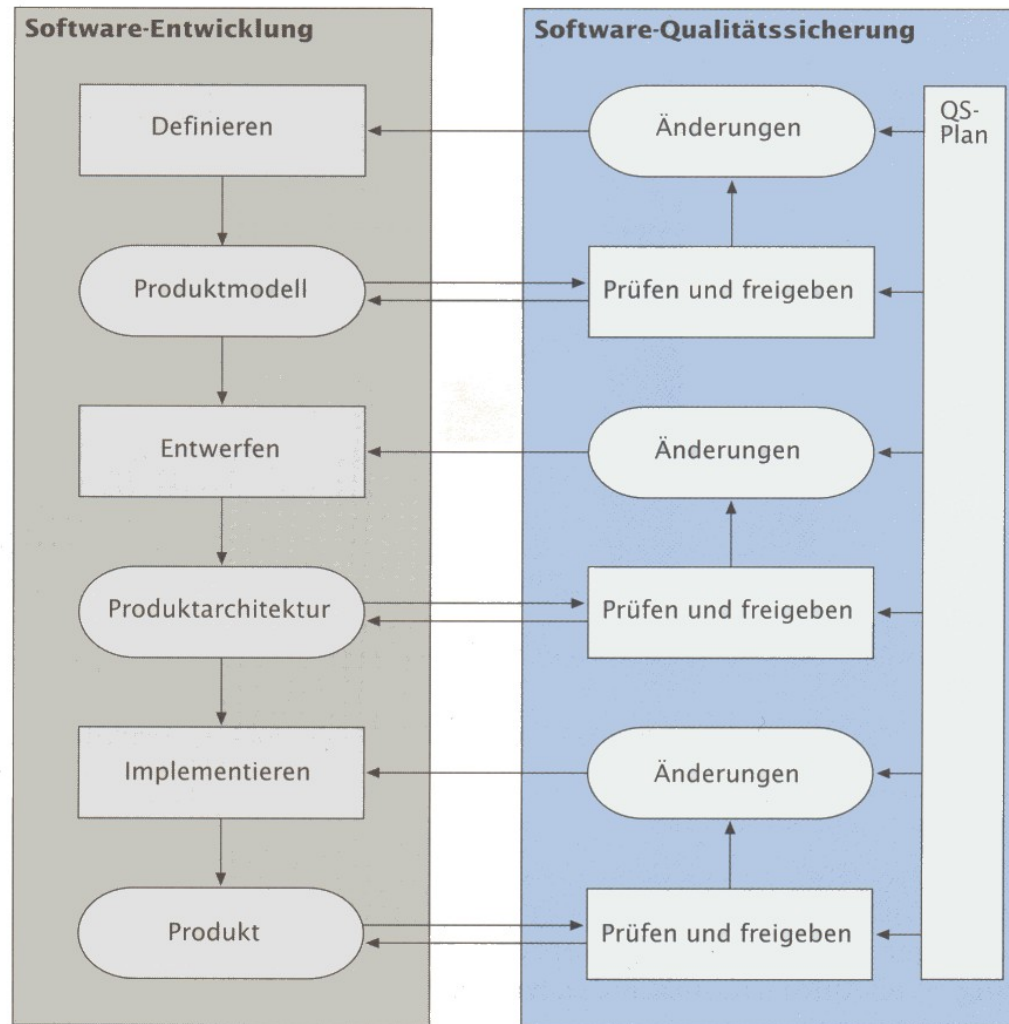 Software-Entwicklung
Definieren
Produktmodell
Entwerfen
Produktarchitektur
Implementieren
Produkt
Software-Qualitätssicherung
Änderungen
Prüfen und freigeben
Änderungen
Prüfen und freigeben
Änderungen
Prüfen und freigeben
QS-
Plan